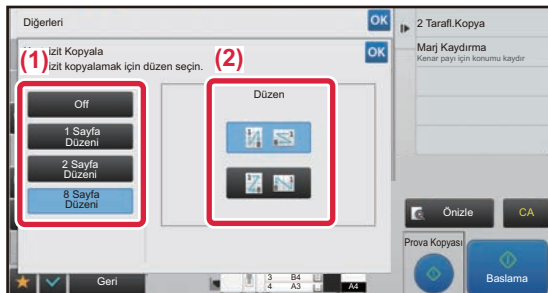 Diğerleri
OK
izit Kopyala
izit kopyalamak için düzen seçin.
OK
(1)
(2)
Off
1 Sayfa
Düzeni
2 Sayfa
Düzeni
8 Sayfa
Düzeni
Düzen
2 Tarafl.Kopya
Marj Kaydırma
Kenar payı için konumu kaydır
Önizle
CA
Prova Kopyası
Baslama
Geri
3 B4
4 A3
A4